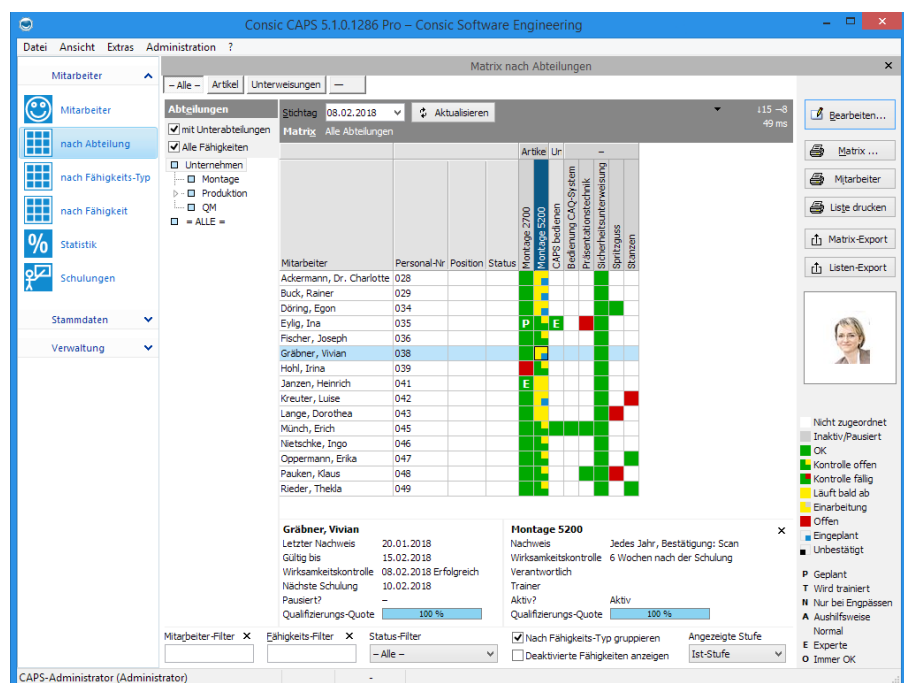 Consic CAPS 5.1.0.1286 Pro – Consic Software Engineering
Datei Ansicht Extras Administration ?
Matrix nach Abteilungen
Mitarbeiter
Mitarbeiter
nach Abteilung
nach Fähigkeits-Typ
nach Fähigkeit
% Statistik
Schulungen
Stammdaten
Verwaltung
– Alle – Artikel Unterweisungen —
Abteilungen
mit Unterabteilungen
Alle Fähigkeiten
Unternehmen
Montage
Produktion
QM
= ALLE =
Stichtag 08.02.2018 Aktualisieren
↓15 →8
49 ms
Matrix Alle Abteilungen
Artike Ur –
Montage 2700
Montage 5200
CAPS bedienen
Bedienung CAQ-System
Präsentationstechnik
Sicherheitsunterweisung
Spritzguss
Stanzen
Mitarbeiter Personal-Nr Position Status
Ackermann, Dr. Charlotte 028
Buck, Rainer 029
Döring, Egon 034
Eylig, Ina 035 P E E
Fischer, Joseph 036
Gräbner, Vivian 038
Hohl, Irina 039
Janzen, Heinrich 041 E
Kreuter, Luise 042
Lange, Dorothea 043
Münch, Erich 045
Nietschke, Ingo 046
Oppermann, Erika 047
Pauken, Klaus 048
Rieder, Thekla 049
Gräbner, Vivian
Letzter Nachweis 20.01.2018
Gültig bis 15.02.2018
Wirksamkeitskontrolle 08.02.2018 Erfolgreich
Nächste Schulung 10.02.2018
Pausiert? –
Qualifizierungs-Quote 100 %
Montage 5200
Nachweis Jedes Jahr, Bestätigung: Scan
Wirksamkeitskontrolle 6 Wochen nach der Schulung
Verantwortlich
Trainer
Aktiv? Aktiv
Qualifizierungs-Quote 100 %
Mitarbeiter-Filter Fähigkeits-Filter Status-Filter
– Alle –
Nach Fähigkeits-Typ gruppieren
Deaktivierte Fähigkeiten anzeigen
Angezeigte Stufe
Ist-Stufe
Bearbeiten...
Matrix ...
Mitarbeiter
Liste drucken
Matrix-Export
Listen-Export
Nicht zugeordnet
Inaktiv/Pausiert
OK
Kontrolle offen
Kontrolle fällig
Läuft bald ab
Einarbeitung
Offen
Eingeplant
Unbestätigt
P Geplant
T Wird trainiert
N Nur bei Engpässen
A Aushilfsweise
Normal
E Experte
O Immer OK
CAPS-Administrator (Administrator) -